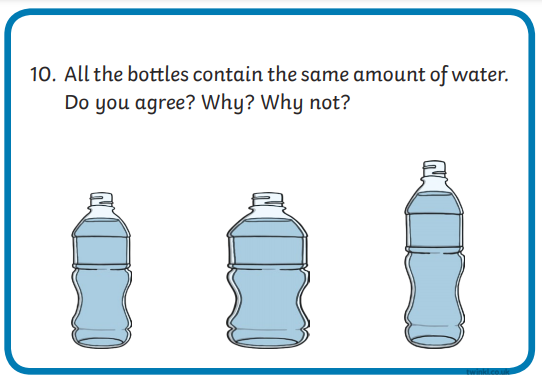 10. All the bottles contain the same amount of water.
Do you agree? Why? Why not?
twinkl.co.uk